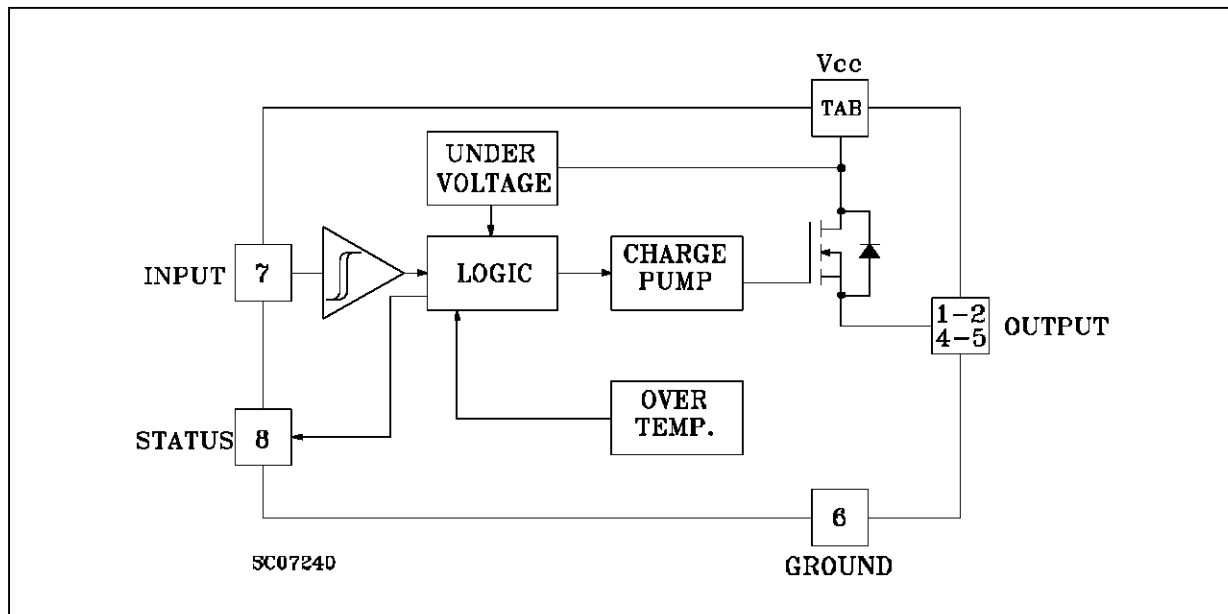 Vcc
TAB
UNDER
VOLTAGE
INPUT
7
LOGIC
CHARGE
PUMP
1-2
4-5
OUTPUT
STATUS
8
OVER
TEMP.
6
GROUND
SC07240